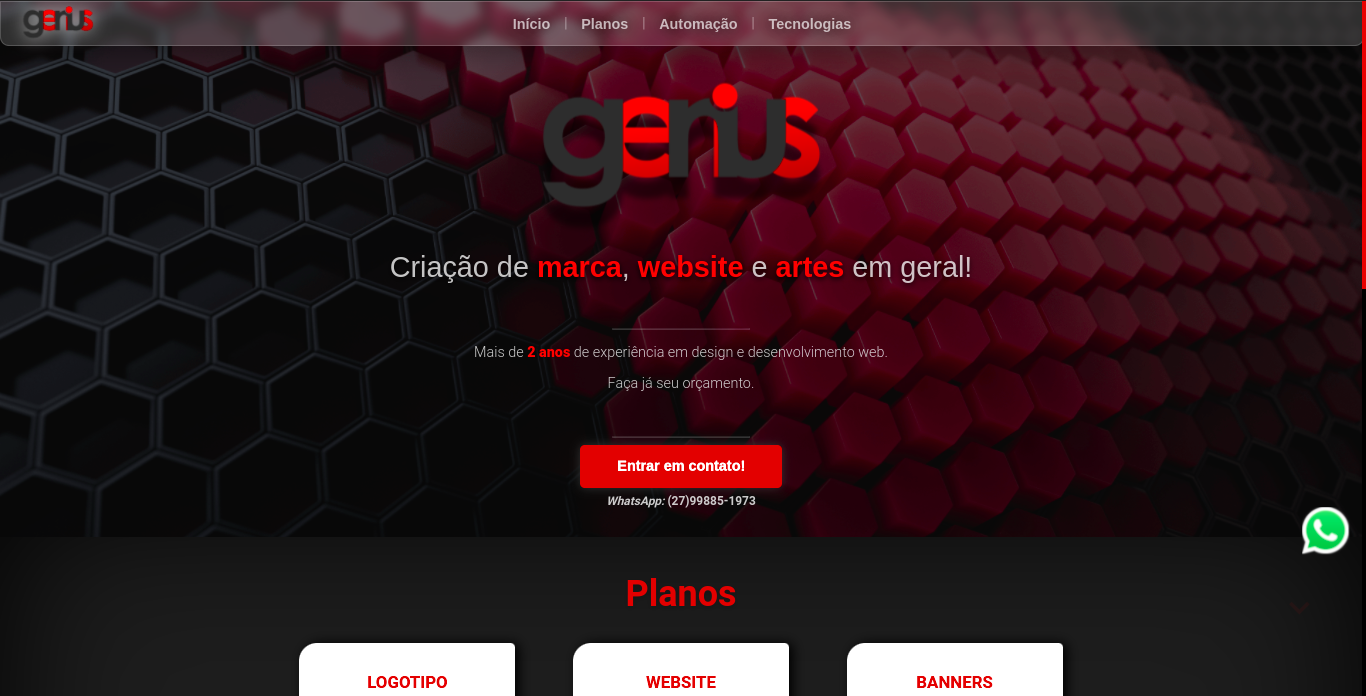 genius
Início | Planos | Automação | Tecnologias
genius
Criação de marca, website e artes em geral!
Mais de 2 anos de experiência em design e desenvolvimento web.
Faça já seu orçamento.
Entrar em contato!
WhatsApp: (27)99885-1973
Planos
LOGOTIPO
WEBSITE
BANNERS